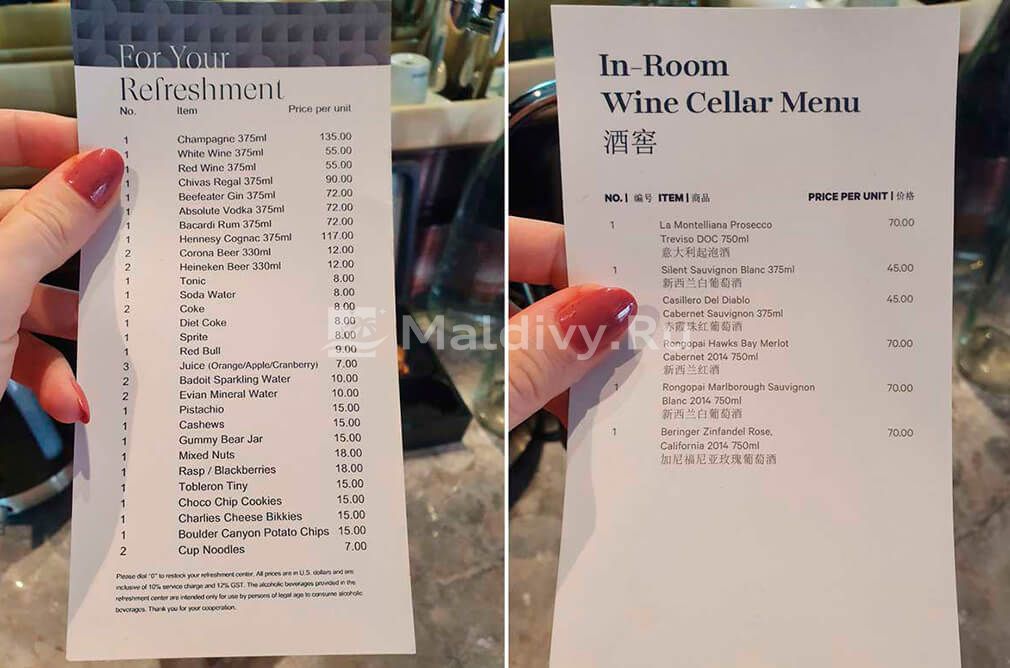 For Your
Refreshment
No. Item Price per unit
1 Champagne 375ml 135.00
1 White Wine 375ml 55.00
1 Red Wine 375ml 55.00
1 Chivas Regal 375ml 90.00
1 Beefeater Gin 375ml 72.00
1 Absolute Vodka 375ml 72.00
1 Bacardi Rum 375ml 72.00
1 Hennesy Cognac 375ml 117.00
2 Corona Beer 330ml 12.00
2 Heineken Beer 330ml 12.00
1 Tonic 8.00
1 Soda Water 8.00
2 Coke 8.00
1 Diet Coke 8.00
1 Sprite 8.00
1 Red Bull 9.00
3 Juice (Orange/Apple/Cranberry) 7.00
2 Badoit Sparkling Water 10.00
2 Evian Mineral Water 10.00
1 Pistachio 15.00
1 Cashews 15.00
1 Gummy Bear Jar 15.00
1 Mixed Nuts 18.00
1 Rasp / Blackberries 18.00
1 Tobleron Tiny 15.00
1 Choco Chip Cookies 15.00
1 Charlies Cheese Bikkies 15.00
1 Boulder Canyon Potato Chips 15.00
2 Cup Noodles 7.00
Please dial "0" to restock your refreshment center. All prices are in U.S. dollars and are
inclusive of 10% service charge and 12% GST. The alcoholic beverages provided in the
refreshment center are intended only for use by persons of legal age to consume alcoholic
beverages. Thank you for your cooperation.
In-Room
Wine Cellar Menu
酒窖
NO. | 编号 ITEM | 商品 PRICE PER UNIT | 价格
1 La Montelliana Prosecco 70.00
Treviso DOC 750ml
意大利起泡酒
1 Silent Sauvignon Blanc 375ml 45.00
新西兰白葡萄酒
Casillero Del Diablo 45.00
Cabernet Sauvignon 375ml
赤霞珠红葡萄酒
Rongopai Hawks Bay Merlot 70.00
Cabernet 2014 750ml
新西兰红酒
1 Rongopai Marlborough Sauvignon 70.00
Blanc 2014 750ml
新西兰白葡萄酒
1 Beringer Zinfandel Rose, 70.00
California 2014 750ml
加尼福尼亚玫瑰葡萄酒
Maldivy.Ru